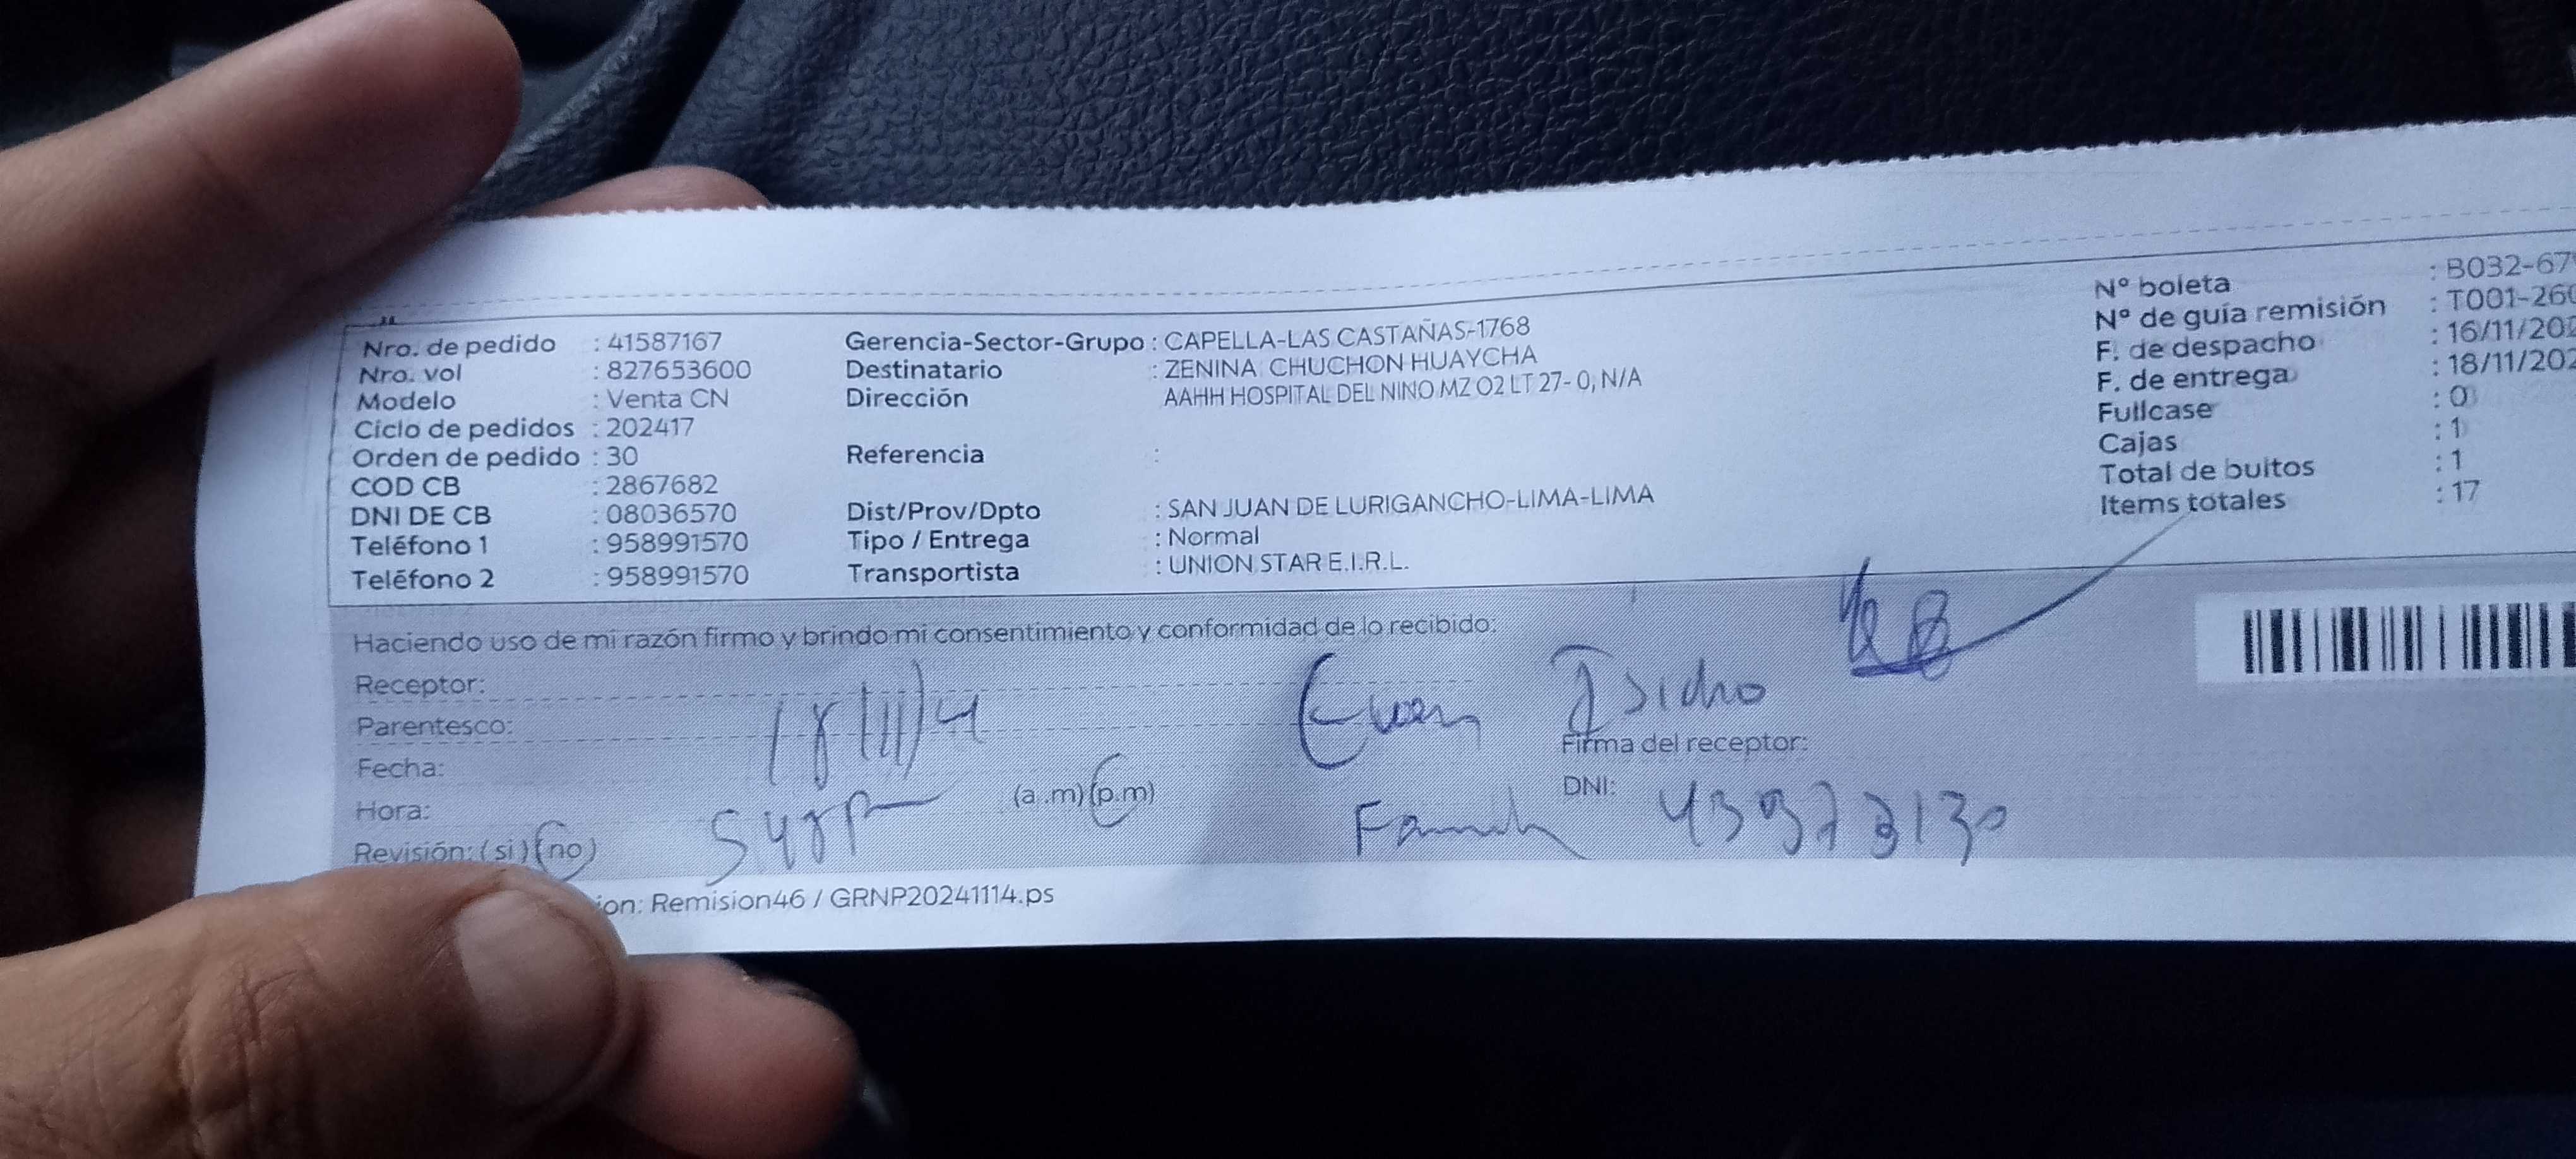 Nro. de pedido : 41587167
Nro. vol : 827653600
Modelo : Venta CN
Ciclo de pedidos : 202417
Orden de pedido : 30
COD CB : 2867682
DNI DE CB : 08036570
Teléfono 1 : 958991570
Teléfono 2 : 958991570
Gerencia-Sector-Grupo : CAPELLA-LAS CASTAÑAS-1768
Destinatario : ZENINA CHUCHON HUAYCHA
Dirección AAHH HOSPITAL DEL NINO MZ O2 LT 27- 0, N/A
Referencia :
Dist/Prov/Dpto : SAN JUAN DE LURIGANCHO-LIMA-LIMA
Tipo / Entrega : Normal
Transportista : UNION STAR E.I.R.L.
N° boleta : B032-67
N° de guía remisión : T001-260
F. de despacho : 16/11/202
F. de entrega : 18/11/202
Fullcase : 0
Cajas : 1
Total de bultos : 1
Items totales : 17
Haciendo uso de mi razón firmo y brindo mi consentimiento y conformidad de lo recibido:
Receptor:
Parentesco:
Fecha: 18/11/
Hora: (a.m) (p.m)
Revisión: (si) (no)
Isidro
Firma del receptor:
DNI:
ion: Remision46 / GRNP20241114.ps